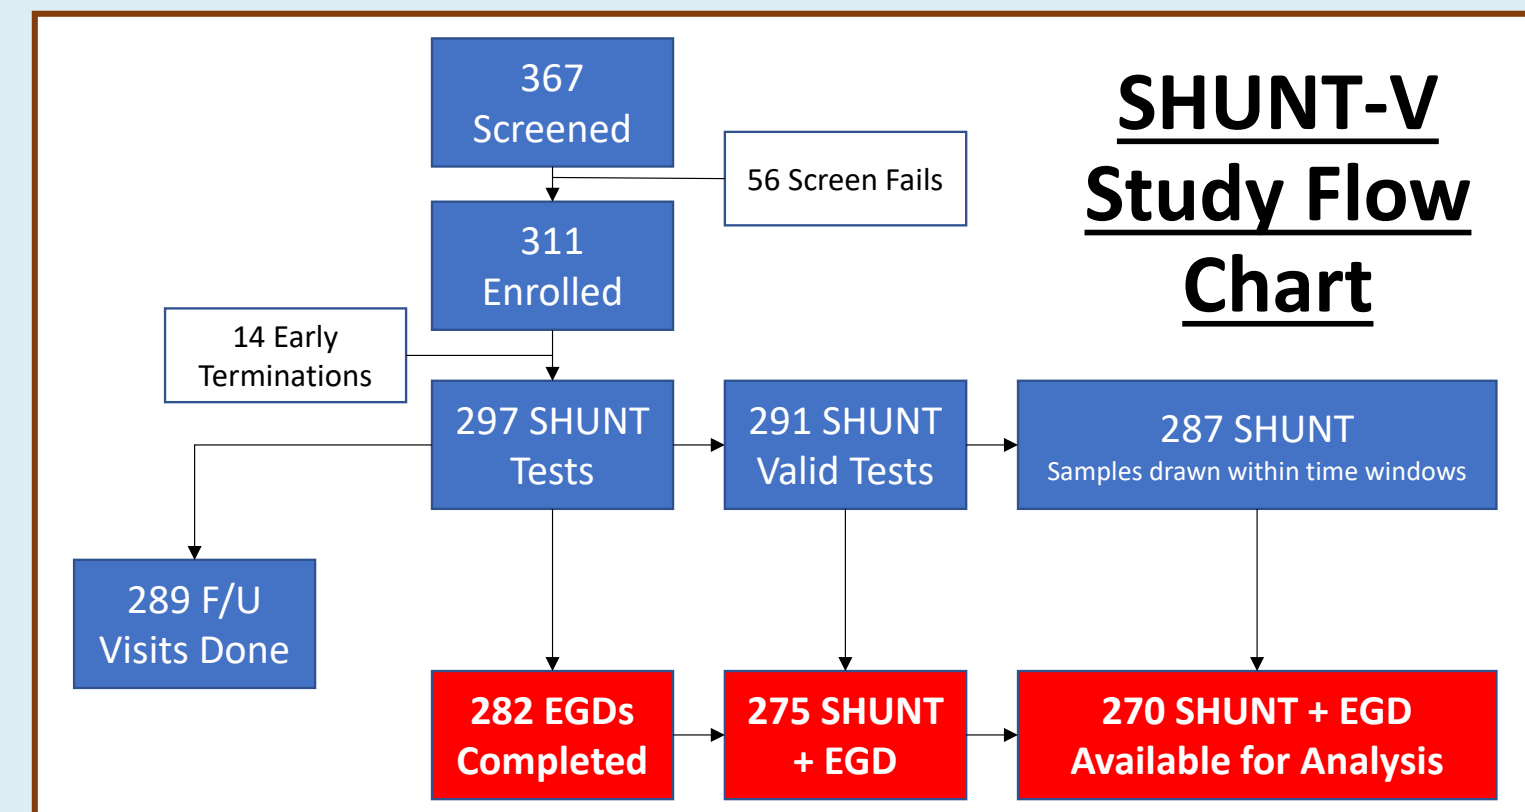 367
Screened
SHUNT-V
Study Flow
Chart
56 Screen Fails
311
Enrolled
14 Early
Terminations
297 SHUNT
Tests
291 SHUNT
Valid Tests
287 SHUNT
Samples drawn within time windows
289 F/U
Visits Done
282 EGDs
Completed
275 SHUNT
+ EGD
270 SHUNT + EGD
Available for Analysis